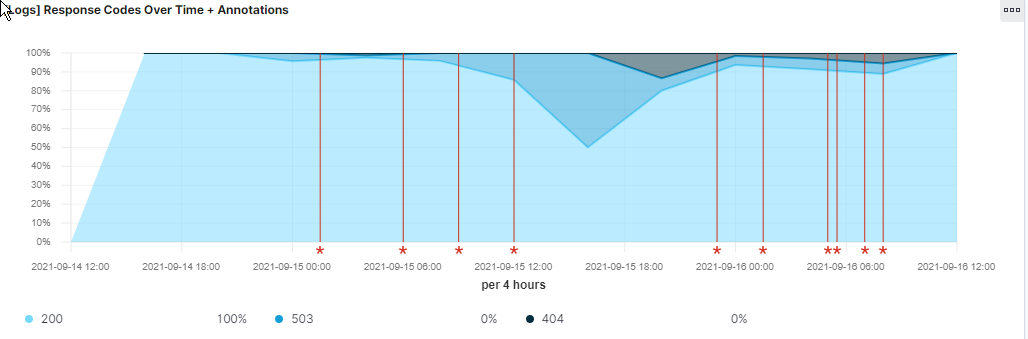 [Logs] Response Codes Over Time + Annotations
100%
90%
80%
70%
60%
50%
40%
30%
20%
10%
0%
2021-09-14 12:00 2021-09-14 18:00 2021-09-15 00:00 2021-09-15 06:00 2021-09-15 12:00 2021-09-15 18:00 2021-09-16 00:00 2021-09-16 06:00 2021-09-16 12:00
per 4 hours
200 100% 503 0% 404 0%